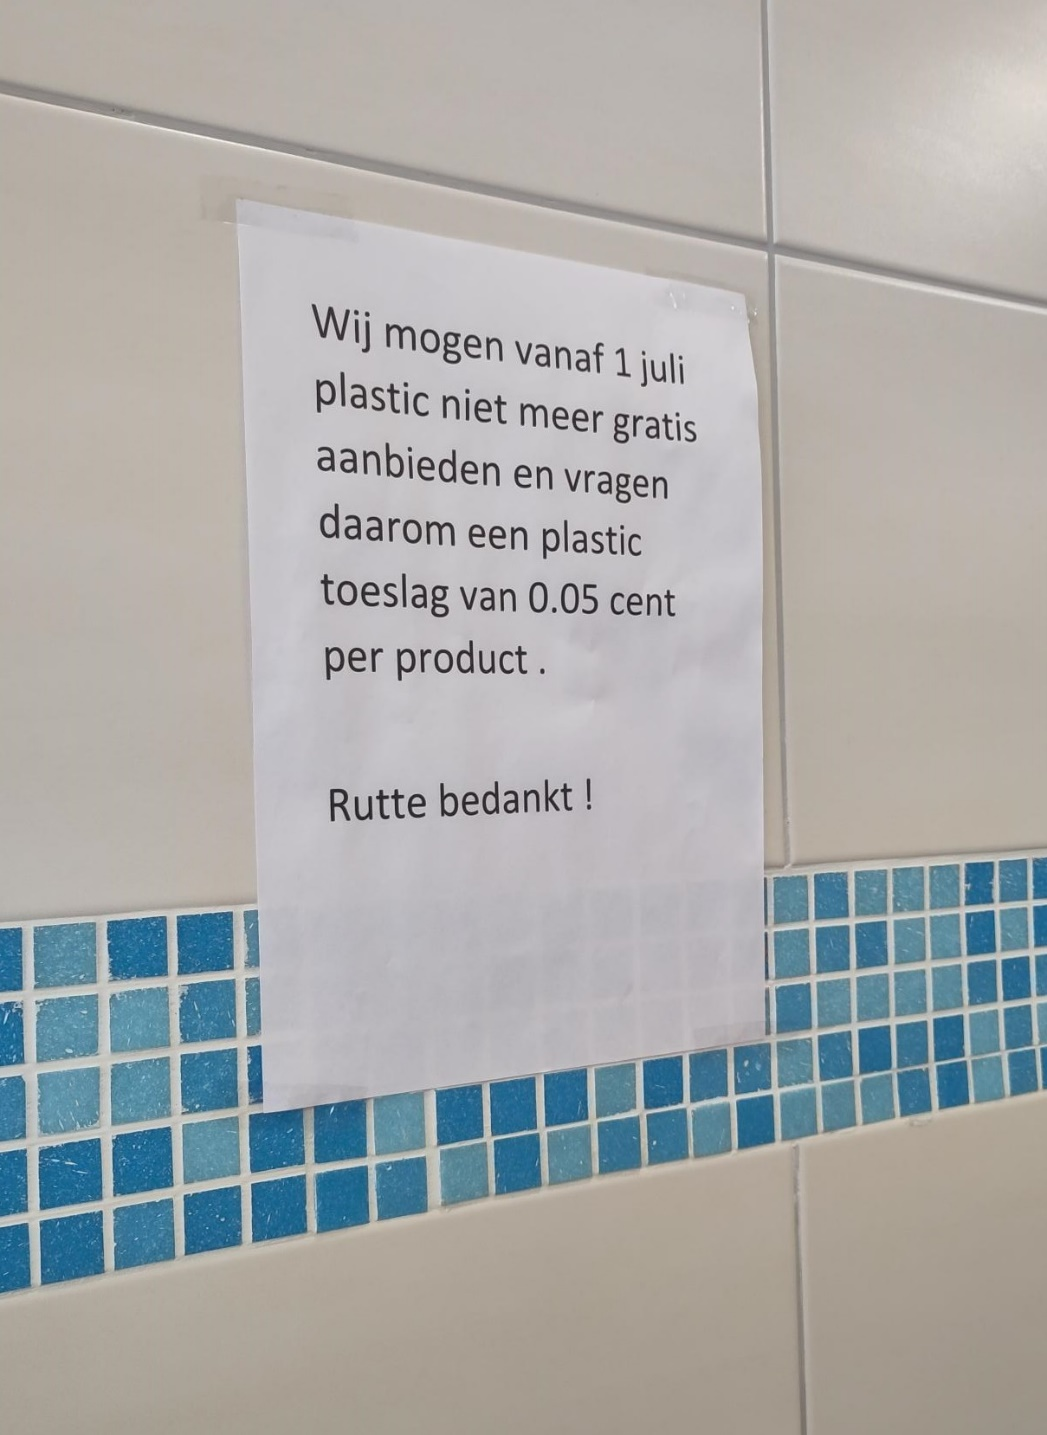 Wij mogen vanaf 1 juli
plastic niet meer gratis
aanbieden en vragen
daarom een plastic
toeslag van 0.05 cent
per product .
Rutte bedankt !